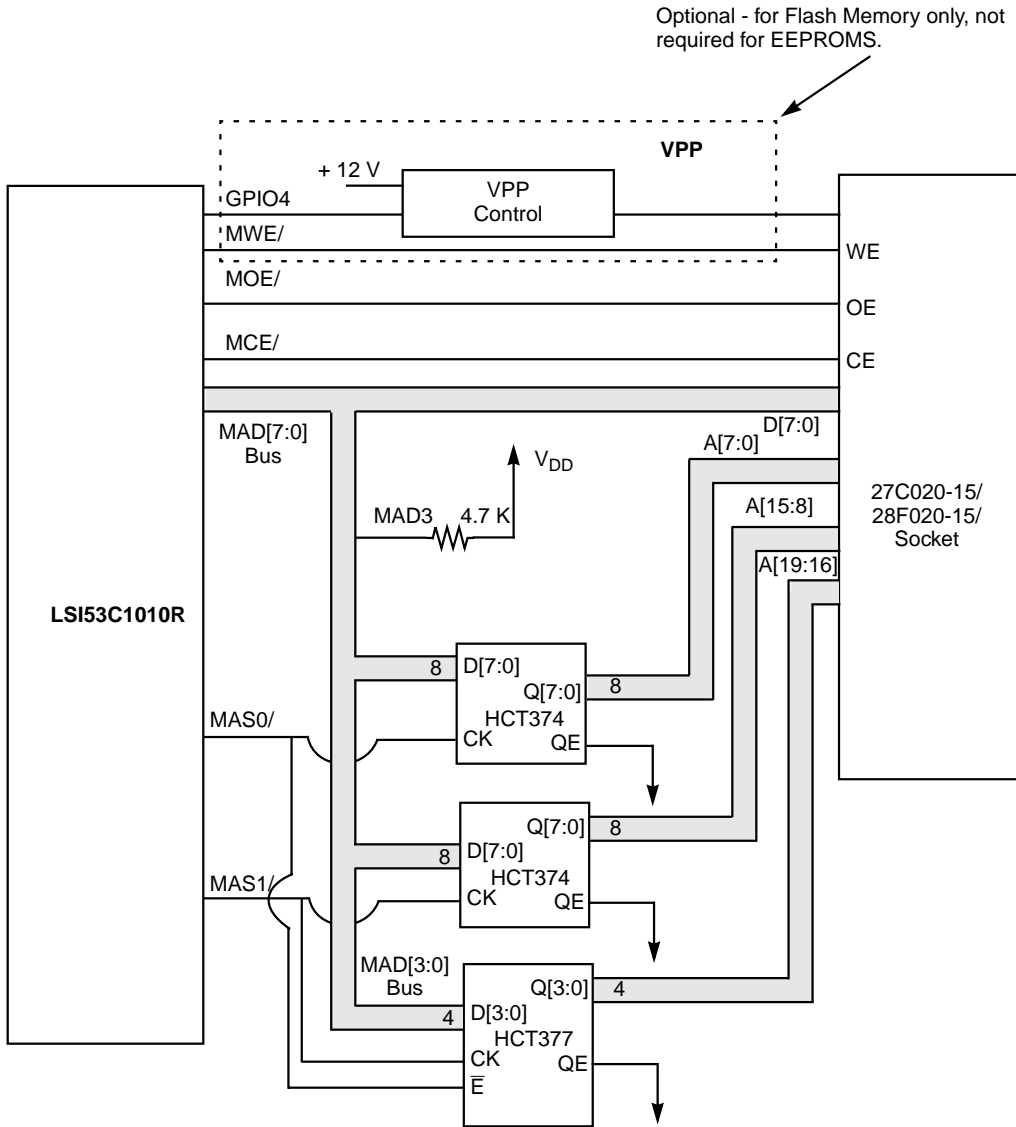 Optional - for Flash Memory only, not
required for EEPROMS.
VPP
+ 12 V
VPP
Control
GPIO4
MWE/
WE
MOE/
OE
MCE/
CE
MAD[7:0]
Bus
D[7:0]
A[7:0]
VDD
A[15:8]
MAD3
4.7 K
A[19:16]
27C020-15/
28F020-15/
Socket
LSI53C1010R
8
D[7:0]
Q[7:0]
8
HCT374
CK
QE
MAS0/
Q[7:0]
8
8
D[7:0]
HCT374
CK
QE
MAS1/
MAD[3:0]
Bus
Q[3:0]
4
4
D[3:0]
HCT377
CK
QE
E̅